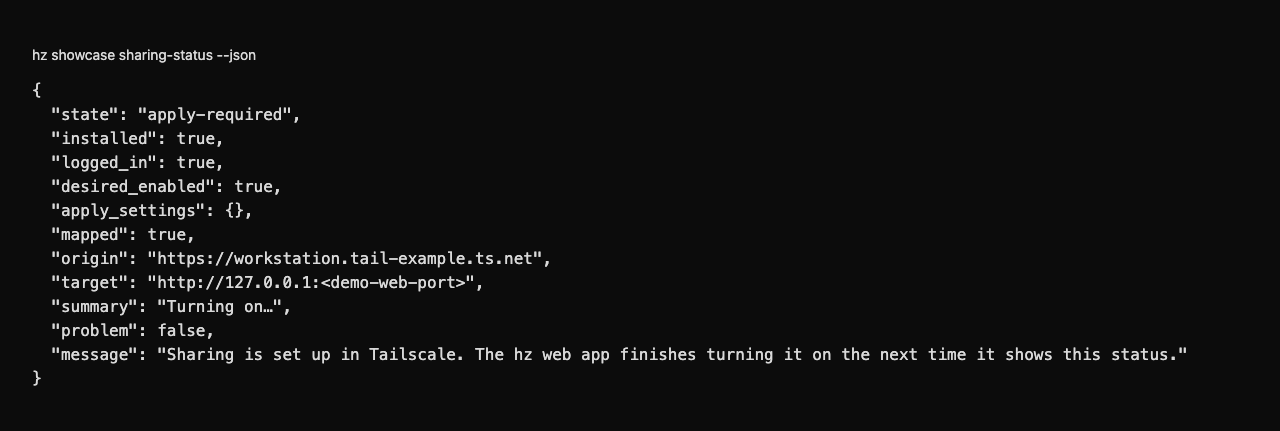 hz showcase sharing-status --json
{
  "state": "apply-required",
  "installed": true,
  "logged_in": true,
  "desired_enabled": true,
  "apply_settings": {},
  "mapped": true,
  "origin": "https://workstation.tail-example.ts.net",
  "target": "http://127.0.0.1:<demo-web-port>",
  "summary": "Turning on…",
  "problem": false,
  "message": "Sharing is set up in Tailscale. The hz web app finishes turning it on the next time it shows this status."
}